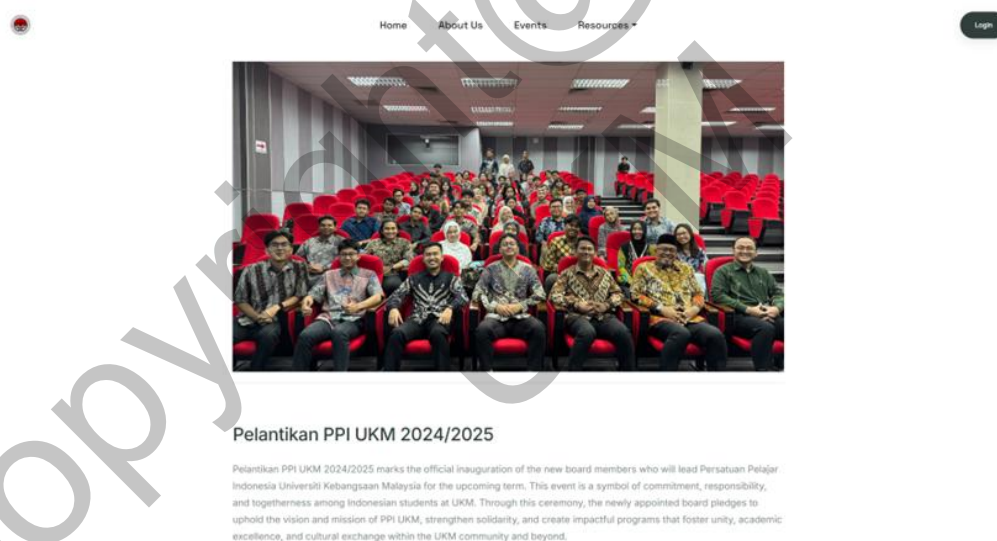 Home About Us Events Resources
Login
Pelantikan PPI UKM 2024/2025
Pelantikan PPI UKM 2024/2025 marks the official inauguration of the new board members who will lead Persatuan Pelajar
Indonesia Universiti Kebangsaan Malaysia for the upcoming term. This event is a symbol of commitment, responsibility,
and togetherness among Indonesian students at UKM. Through this ceremony, the newly appointed board pledges to
uphold the vision and mission of PPI UKM, strengthen solidarity, and create impactful programs that foster unity, academic
excellence, and cultural exchange within the UKM community and beyond.